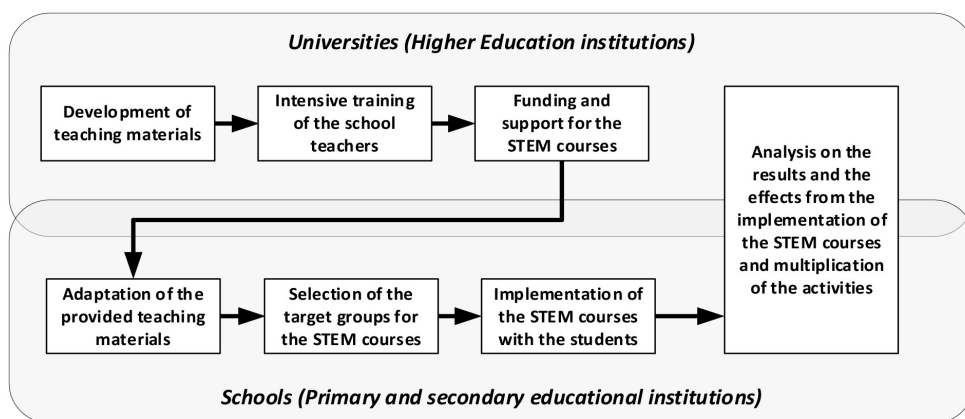 Universities (Higher Education institutions)
Development of
teaching materials
Intensive training
of the school
teachers
Funding and
support for the
STEM courses
Analysis on the
results and the
effects from the
implementation of
the STEM courses
and multiplication
of the activities
Adaptation of the
provided teaching
materials
Selection of the
target groups for
the STEM courses
Implementation of
the STEM courses
with the students
Schools (Primary and secondary educational institutions)